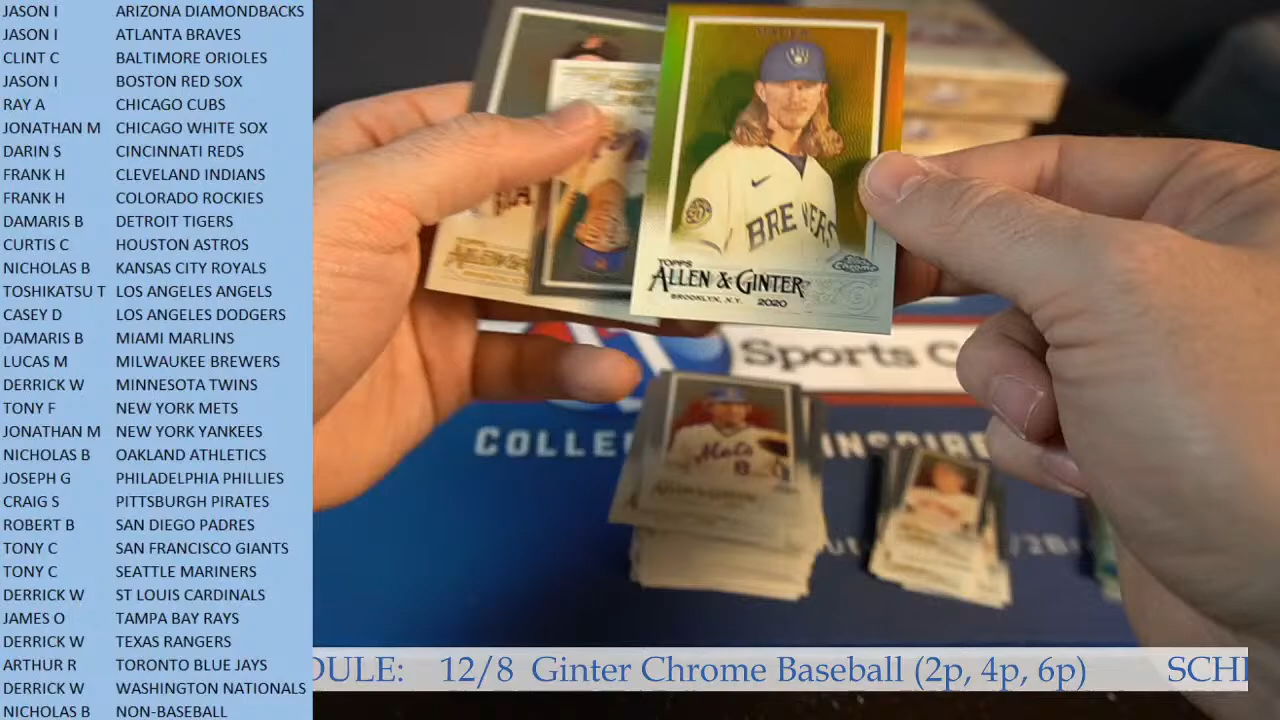 JASON I ARIZONA DIAMONDBACKS
JASON I ATLANTA BRAVES
CLINT C BALTIMORE ORIOLES
JASON I BOSTON RED SOX
RAY A CHICAGO CUBS
JONATHAN M CHICAGO WHITE SOX
DARIN S CINCINNATI REDS
FRANK H CLEVELAND INDIANS
FRANK H COLORADO ROCKIES
DAMARIS B DETROIT TIGERS
CURTIS C HOUSTON ASTROS
NICHOLAS B KANSAS CITY ROYALS
TOSHIKATSU T LOS ANGELES ANGELS
CASEY D LOS ANGELES DODGERS
DAMARIS B MIAMI MARLINS
LUCAS M MILWAUKEE BREWERS
DERRICK W MINNESOTA TWINS
TONY F NEW YORK METS
JONATHAN M NEW YORK YANKEES
NICHOLAS B OAKLAND ATHLETICS
JOSEPH G PHILADELPHIA PHILLIES
CRAIG S PITTSBURGH PIRATES
ROBERT B SAN DIEGO PADRES
TONY C SAN FRANCISCO GIANTS
TONY C SEATTLE MARINERS
DERRICK W ST LOUIS CARDINALS
JAMES O TAMPA BAY RAYS
DERRICK W TEXAS RANGERS
ARTHUR R TORONTO BLUE JAYS
DERRICK W WASHINGTON NATIONALS
NICHOLAS B NON-BASEBALL
BREWERS
TOPPS Chrome
ALLEN & GINTER
BROOKLYN, N.Y. 2020
Sports C
COLLE
Mets
DULE: 12/8 Ginter Chrome Baseball (2p, 4p, 6p) SCHE